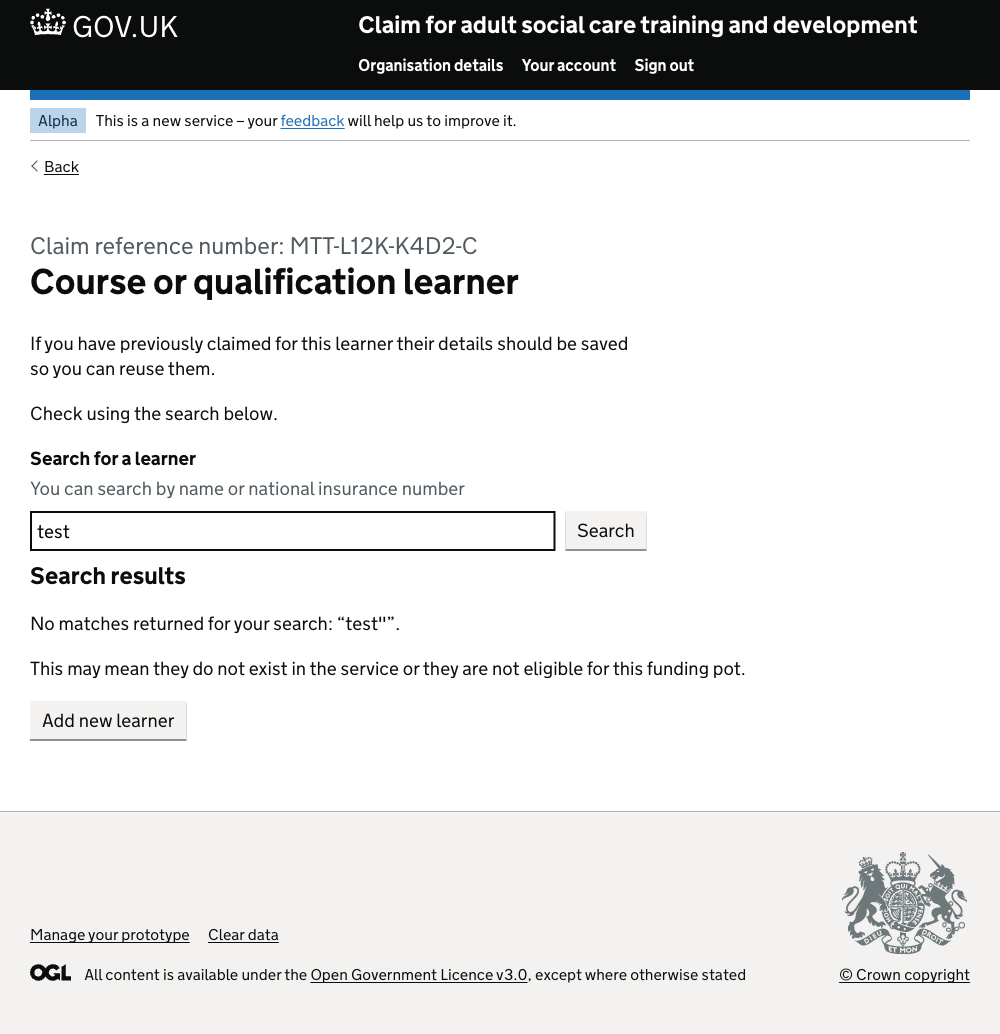 GOV.UK
Claim for adult social care training and development
Organisation details Your account Sign out
Alpha This is a new service – your feedback will help us to improve it.
Back
Claim reference number: MTT-L12K-K4D2-C
Course or qualification learner
If you have previously claimed for this learner their details should be saved
so you can reuse them.
Check using the search below.
Search for a learner
You can search by name or national insurance number
test Search
Search results
No matches returned for your search: “test"”.
This may mean they do not exist in the service or they are not eligible for this funding pot.
Add new learner
Manage your prototype Clear data
OGL All content is available under the Open Government Licence v3.0, except where otherwise stated
DIEU ET MON DROIT
© Crown copyright